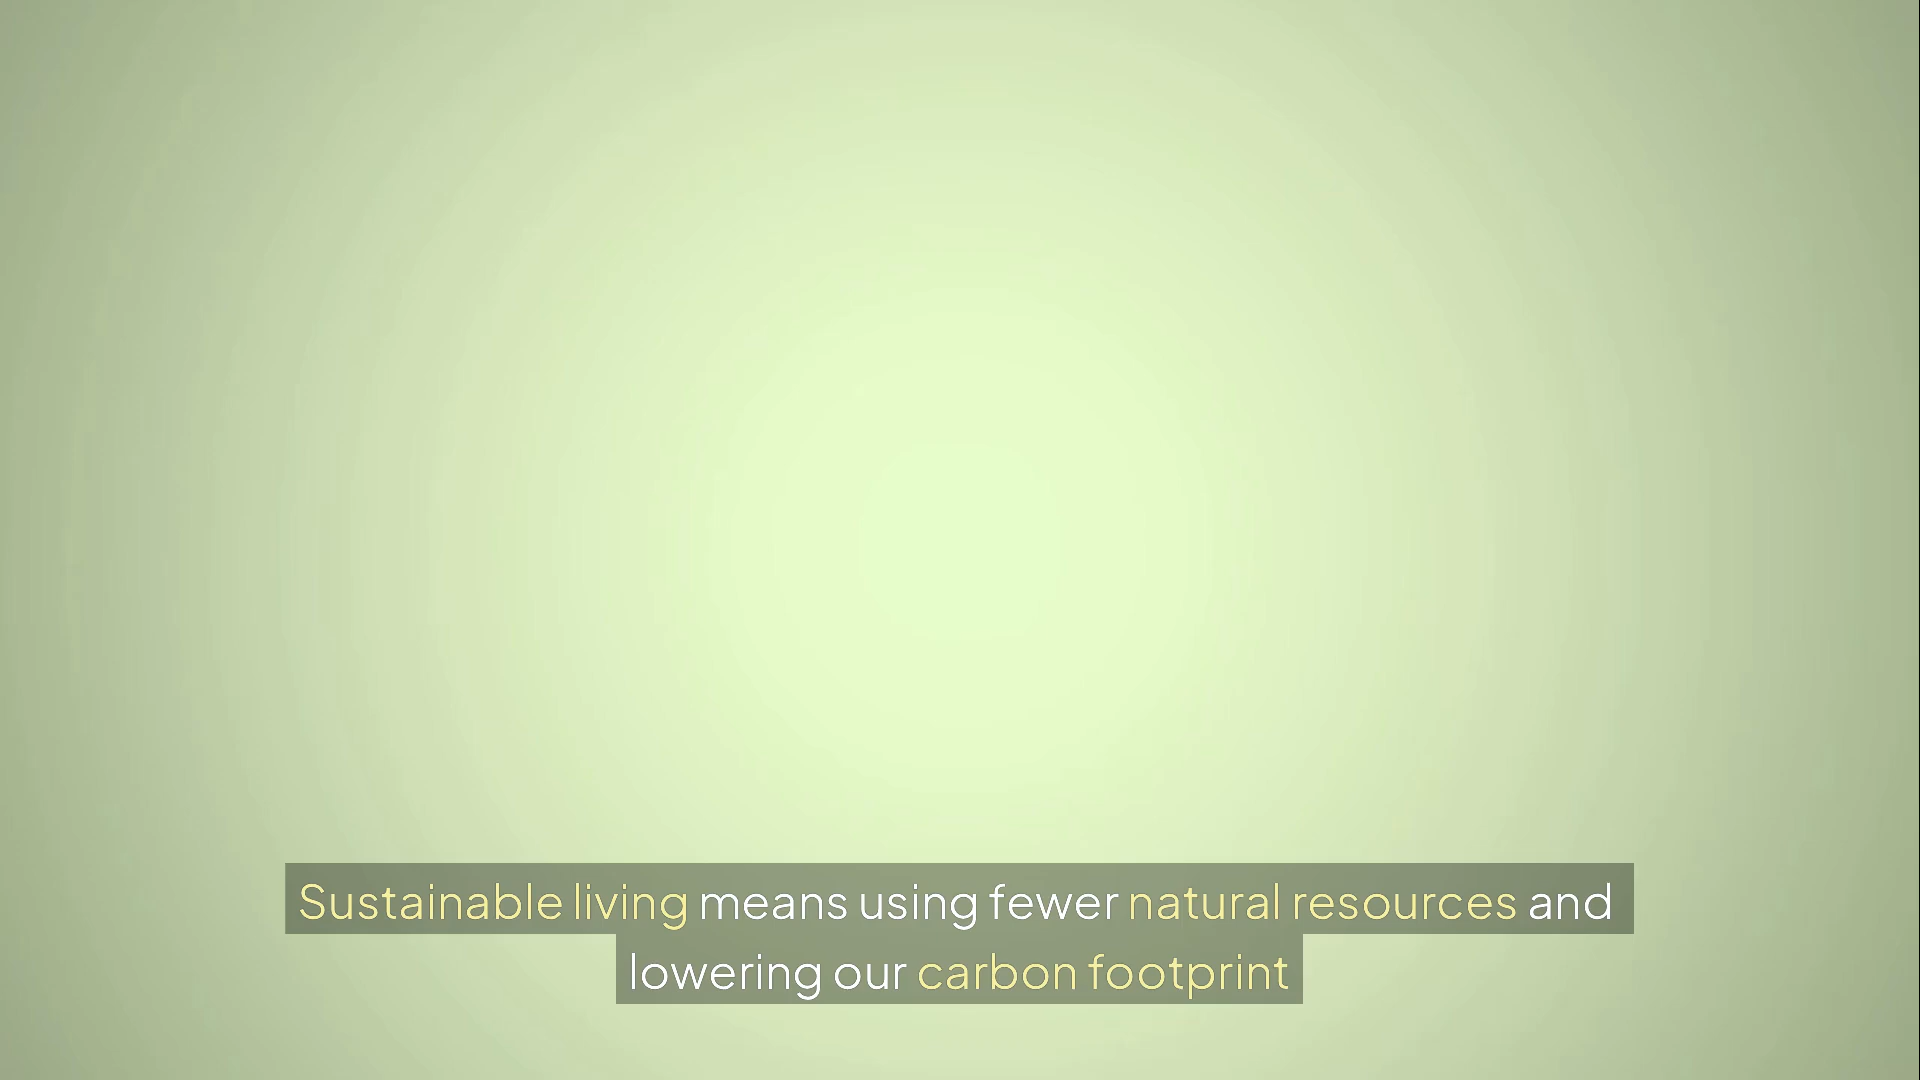 Sustainable living means using fewer natural resources and
lowering our carbon footprint